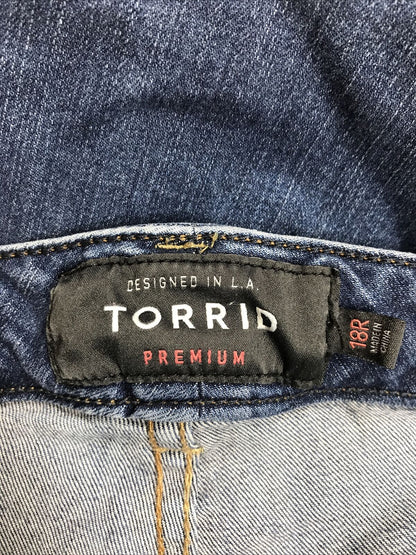 DESIGNED IN L.A.
TORRID
PREMIUM
18R
MADE IN
CHINA